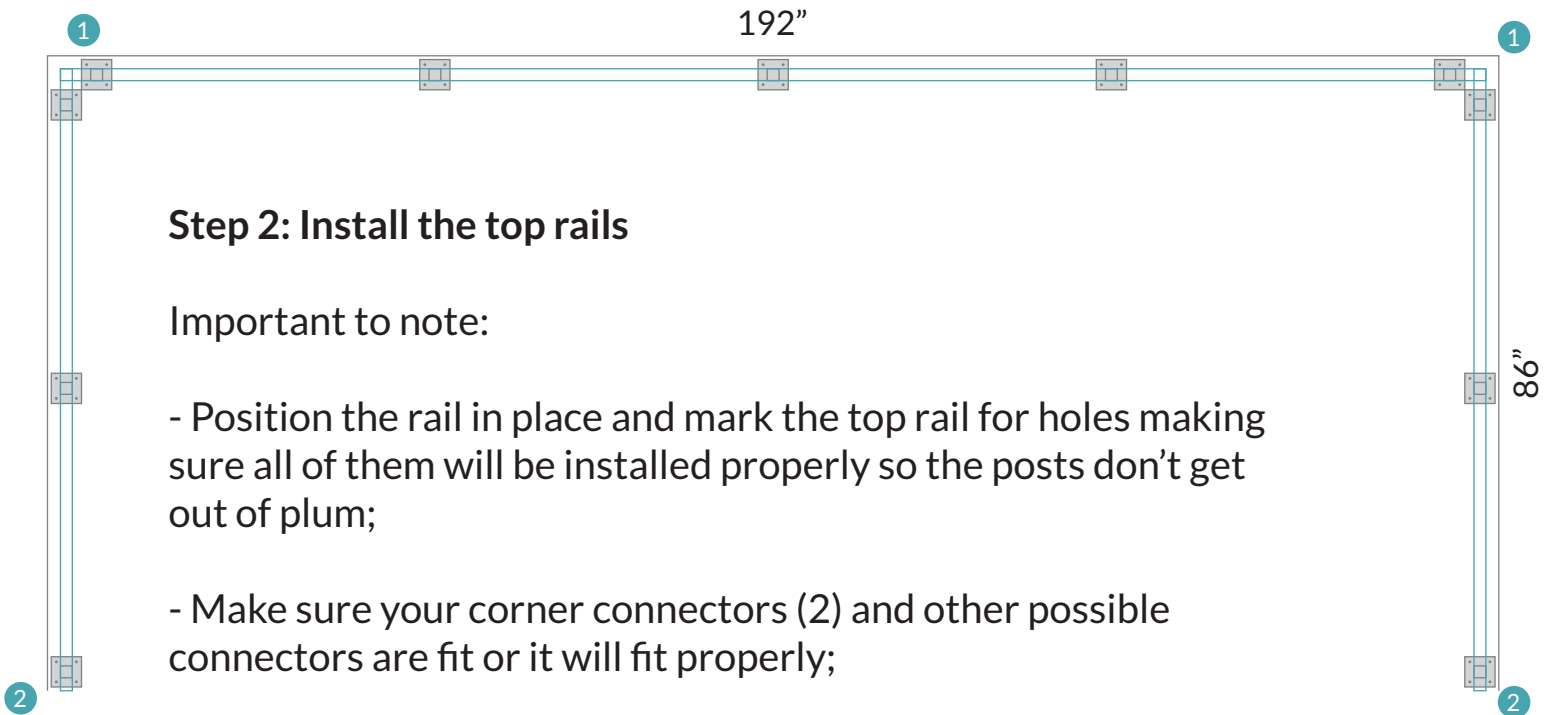 192”
1
1
Step 2: Install the top rails
Important to note:
86”
- Position the rail in place and mark the top rail for holes making
sure all of them will be installed properly so the posts don’t get
out of plum;
- Make sure your corner connectors (2) and other possible
connectors are fit or it will fit properly;
2
2